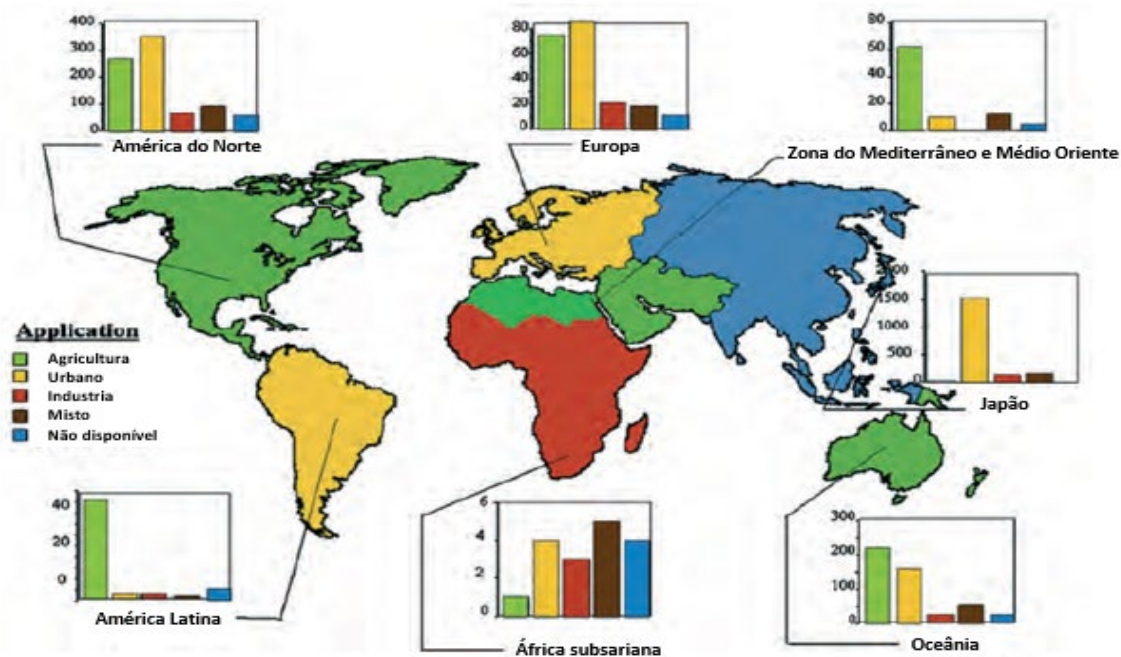 400
300
200
100
0
América do Norte
80
60
40
20
0
Europa
80
60
40
20
0
Zona do Mediterrâneo e Médio Oriente
2000
1500
1000
500
0
Japão
Application
Agricultura
Urbano
Industria
Misto
Não disponível
40
20
0
América Latina
6
4
2
0
África subsariana
300
200
100
0
Oceânia